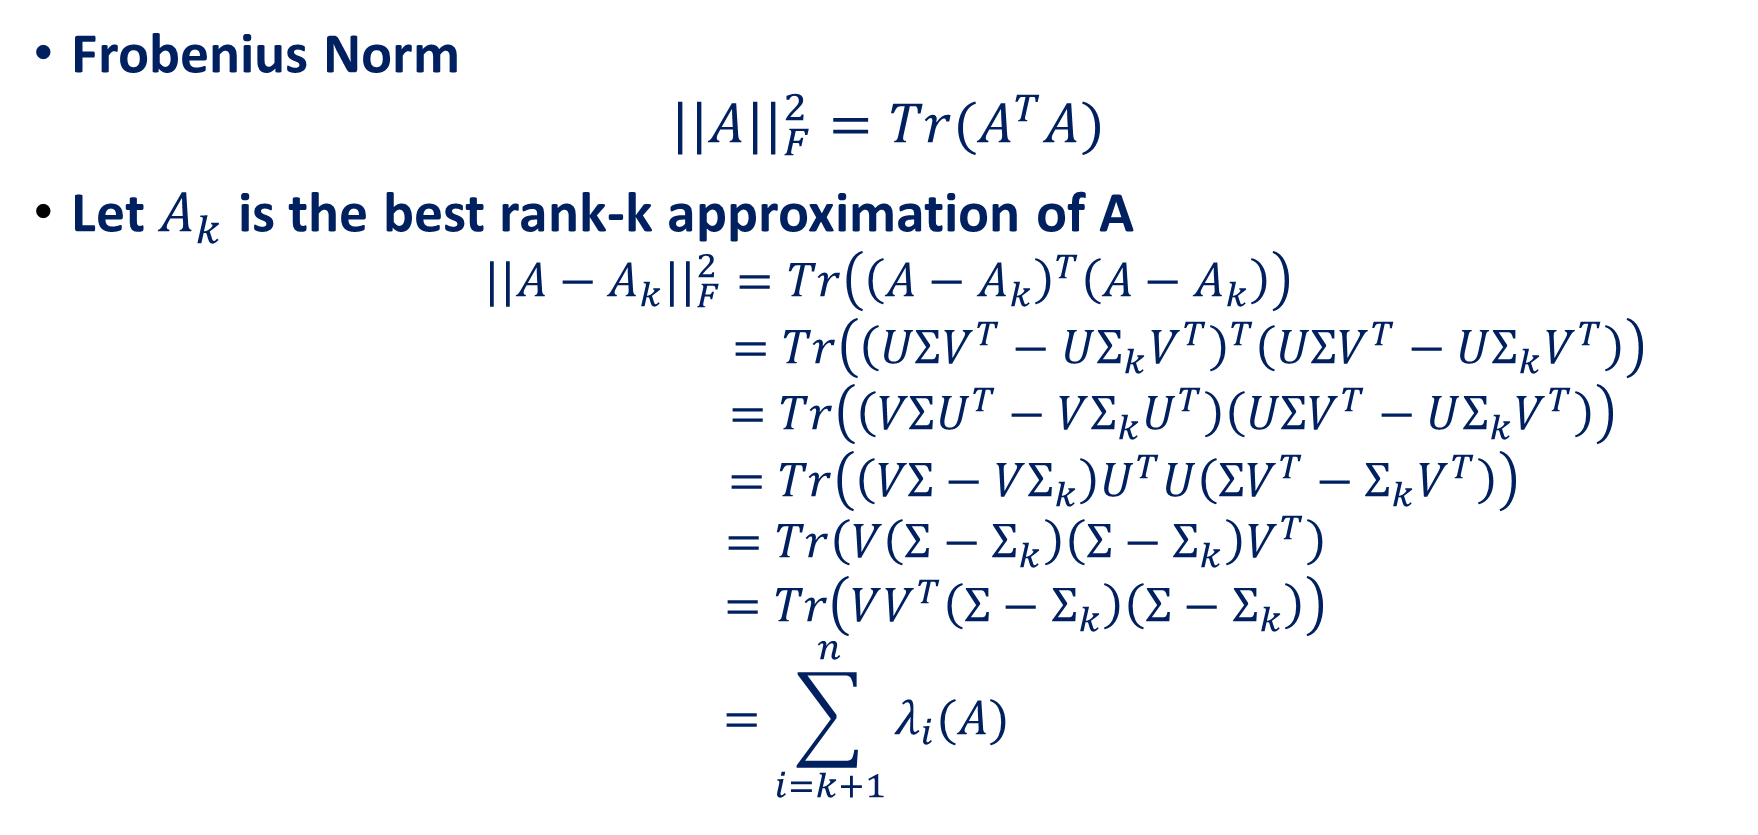 • Frobenius Norm
||A||_F^2 = Tr(A^T A)
• Let A_k is the best rank-k approximation of A
||A − A_k||_F^2 = Tr((A − A_k)^T (A − A_k))
= Tr((UΣV^T − UΣ_kV^T)^T (UΣV^T − UΣ_kV^T))
= Tr((VΣU^T − VΣ_kU^T)(UΣV^T − UΣ_kV^T))
= Tr((VΣ − VΣ_k)U^T U(ΣV^T − Σ_kV^T))
= Tr(V(Σ − Σ_k)(Σ − Σ_k)V^T)
= Tr(VV^T(Σ − Σ_k)(Σ − Σ_k))
= ∑_{i=k+1}^{n} λ_i(A)